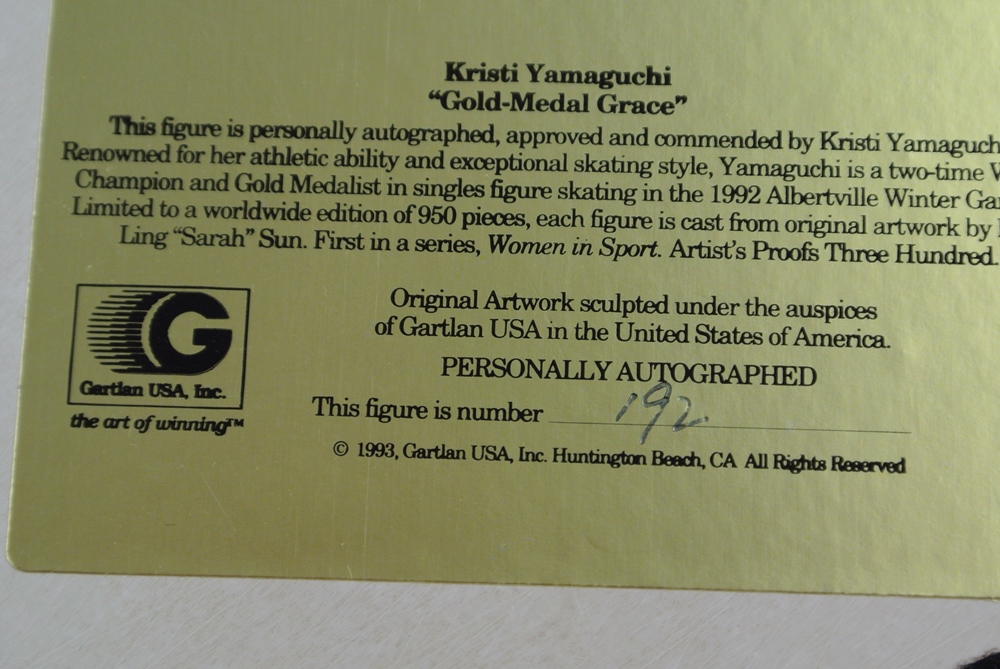 Kristi Yamaguchi
“Gold-Medal Grace”
This figure is personally autographed, approved and commended by Kristi Yamaguch
Renowned for her athletic ability and exceptional skating style, Yamaguchi is a two-time
Champion and Gold Medalist in singles figure skating in the 1992 Albertville Winter Ga
Limited to a worldwide edition of 950 pieces, each figure is cast from original artwork by
Ling “Sarah” Sun. First in a series, Women in Sport. Artist's Proofs Three Hundred.
Original Artwork sculpted under the auspices
of Gartlan USA in the United States of America.
PERSONALLY AUTOGRAPHED
This figure is number 192
© 1993, Gartlan USA, Inc. Huntington Beach, CA All Rights Reserved
G
Gartlan USA, Inc.
the art of winning™